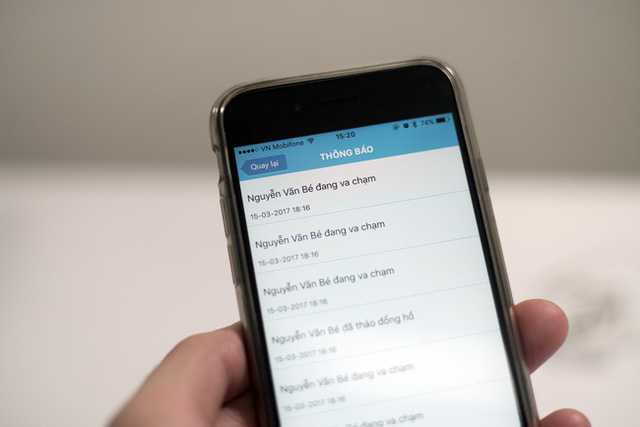 VN Mobifone 15:20 74%
Quay lại THÔNG BÁO
Nguyễn Văn Bé đang va chạm
15-03-2017 18:16
Nguyễn Văn Bé đang va chạm
15-03-2017 18:16
Nguyễn Văn Bé đang va chạm
15-03-2017 18:16
Nguyễn Văn Bé đã tháo đồng hồ
15-03-2017 18:16
Nguyễn Văn Bé đang va chạm
15-03-2017 18:16
Nguyễn Văn Bé đang va chạm